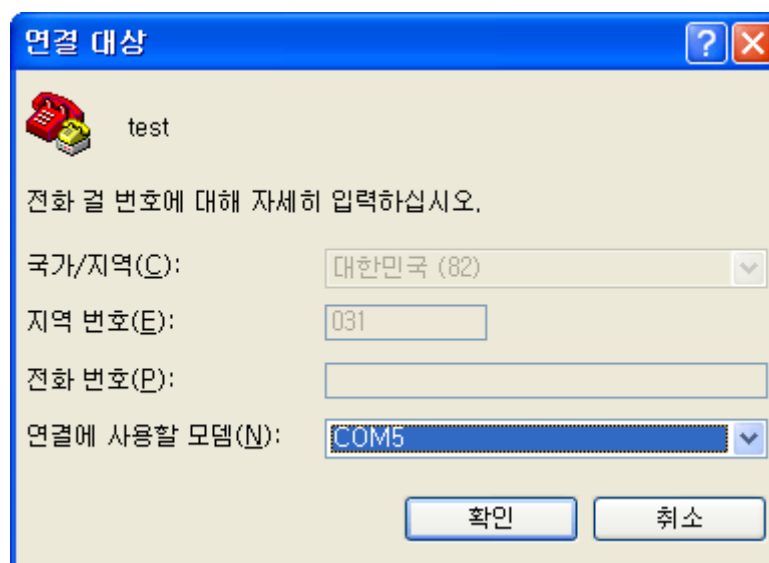 연결 대상
test
전화 걸 번호에 대해 자세히 입력하십시오.
국가/지역(C): 대한민국 (82)
지역 번호(E): 031
전화 번호(P):
연결에 사용할 모뎀(N): COM5
확인 취소